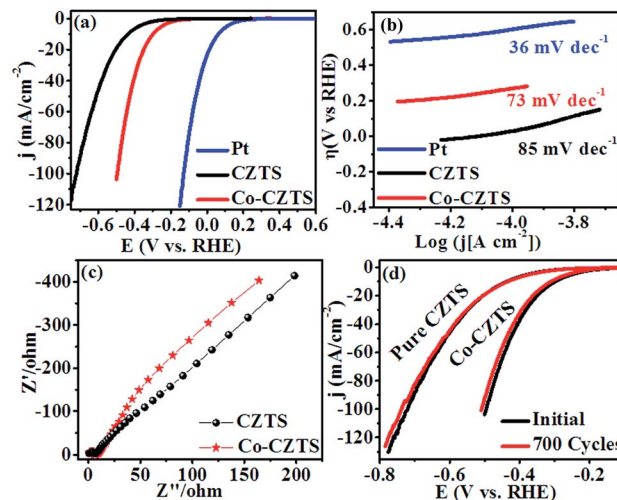 (a)
j (mA/cm⁻²)
0
-20
-40
-60
-80
-100
-120
Pt
CZTS
Co-CZTS
-0.6 -0.4 -0.2 0.0 0.2 0.4 0.6
E (V vs. RHE)
(b)
η(V vs RHE)
0.6
0.4
0.2
0.0
-0.2
-0.4
-0.6
36 mV dec⁻¹
73 mV dec⁻¹
85 mV dec⁻¹
Pt
CZTS
Co-CZTS
-4.4 -4.2 -4.0 -3.8 -3.6
Log (j[A cm⁻²])
(c)
Z'/ohm
-400
-300
-200
-100
0
CZTS
Co-CZTS
0 50 100 150 200
Z''/ohm
(d)
j (mA/cm⁻²)
0
-20
-40
-60
-80
-100
-120
Pure CZTS
Co-CZTS
Initial
700 Cycles
-0.8 -0.6 -0.4 -0.2
E (V vs. RHE)